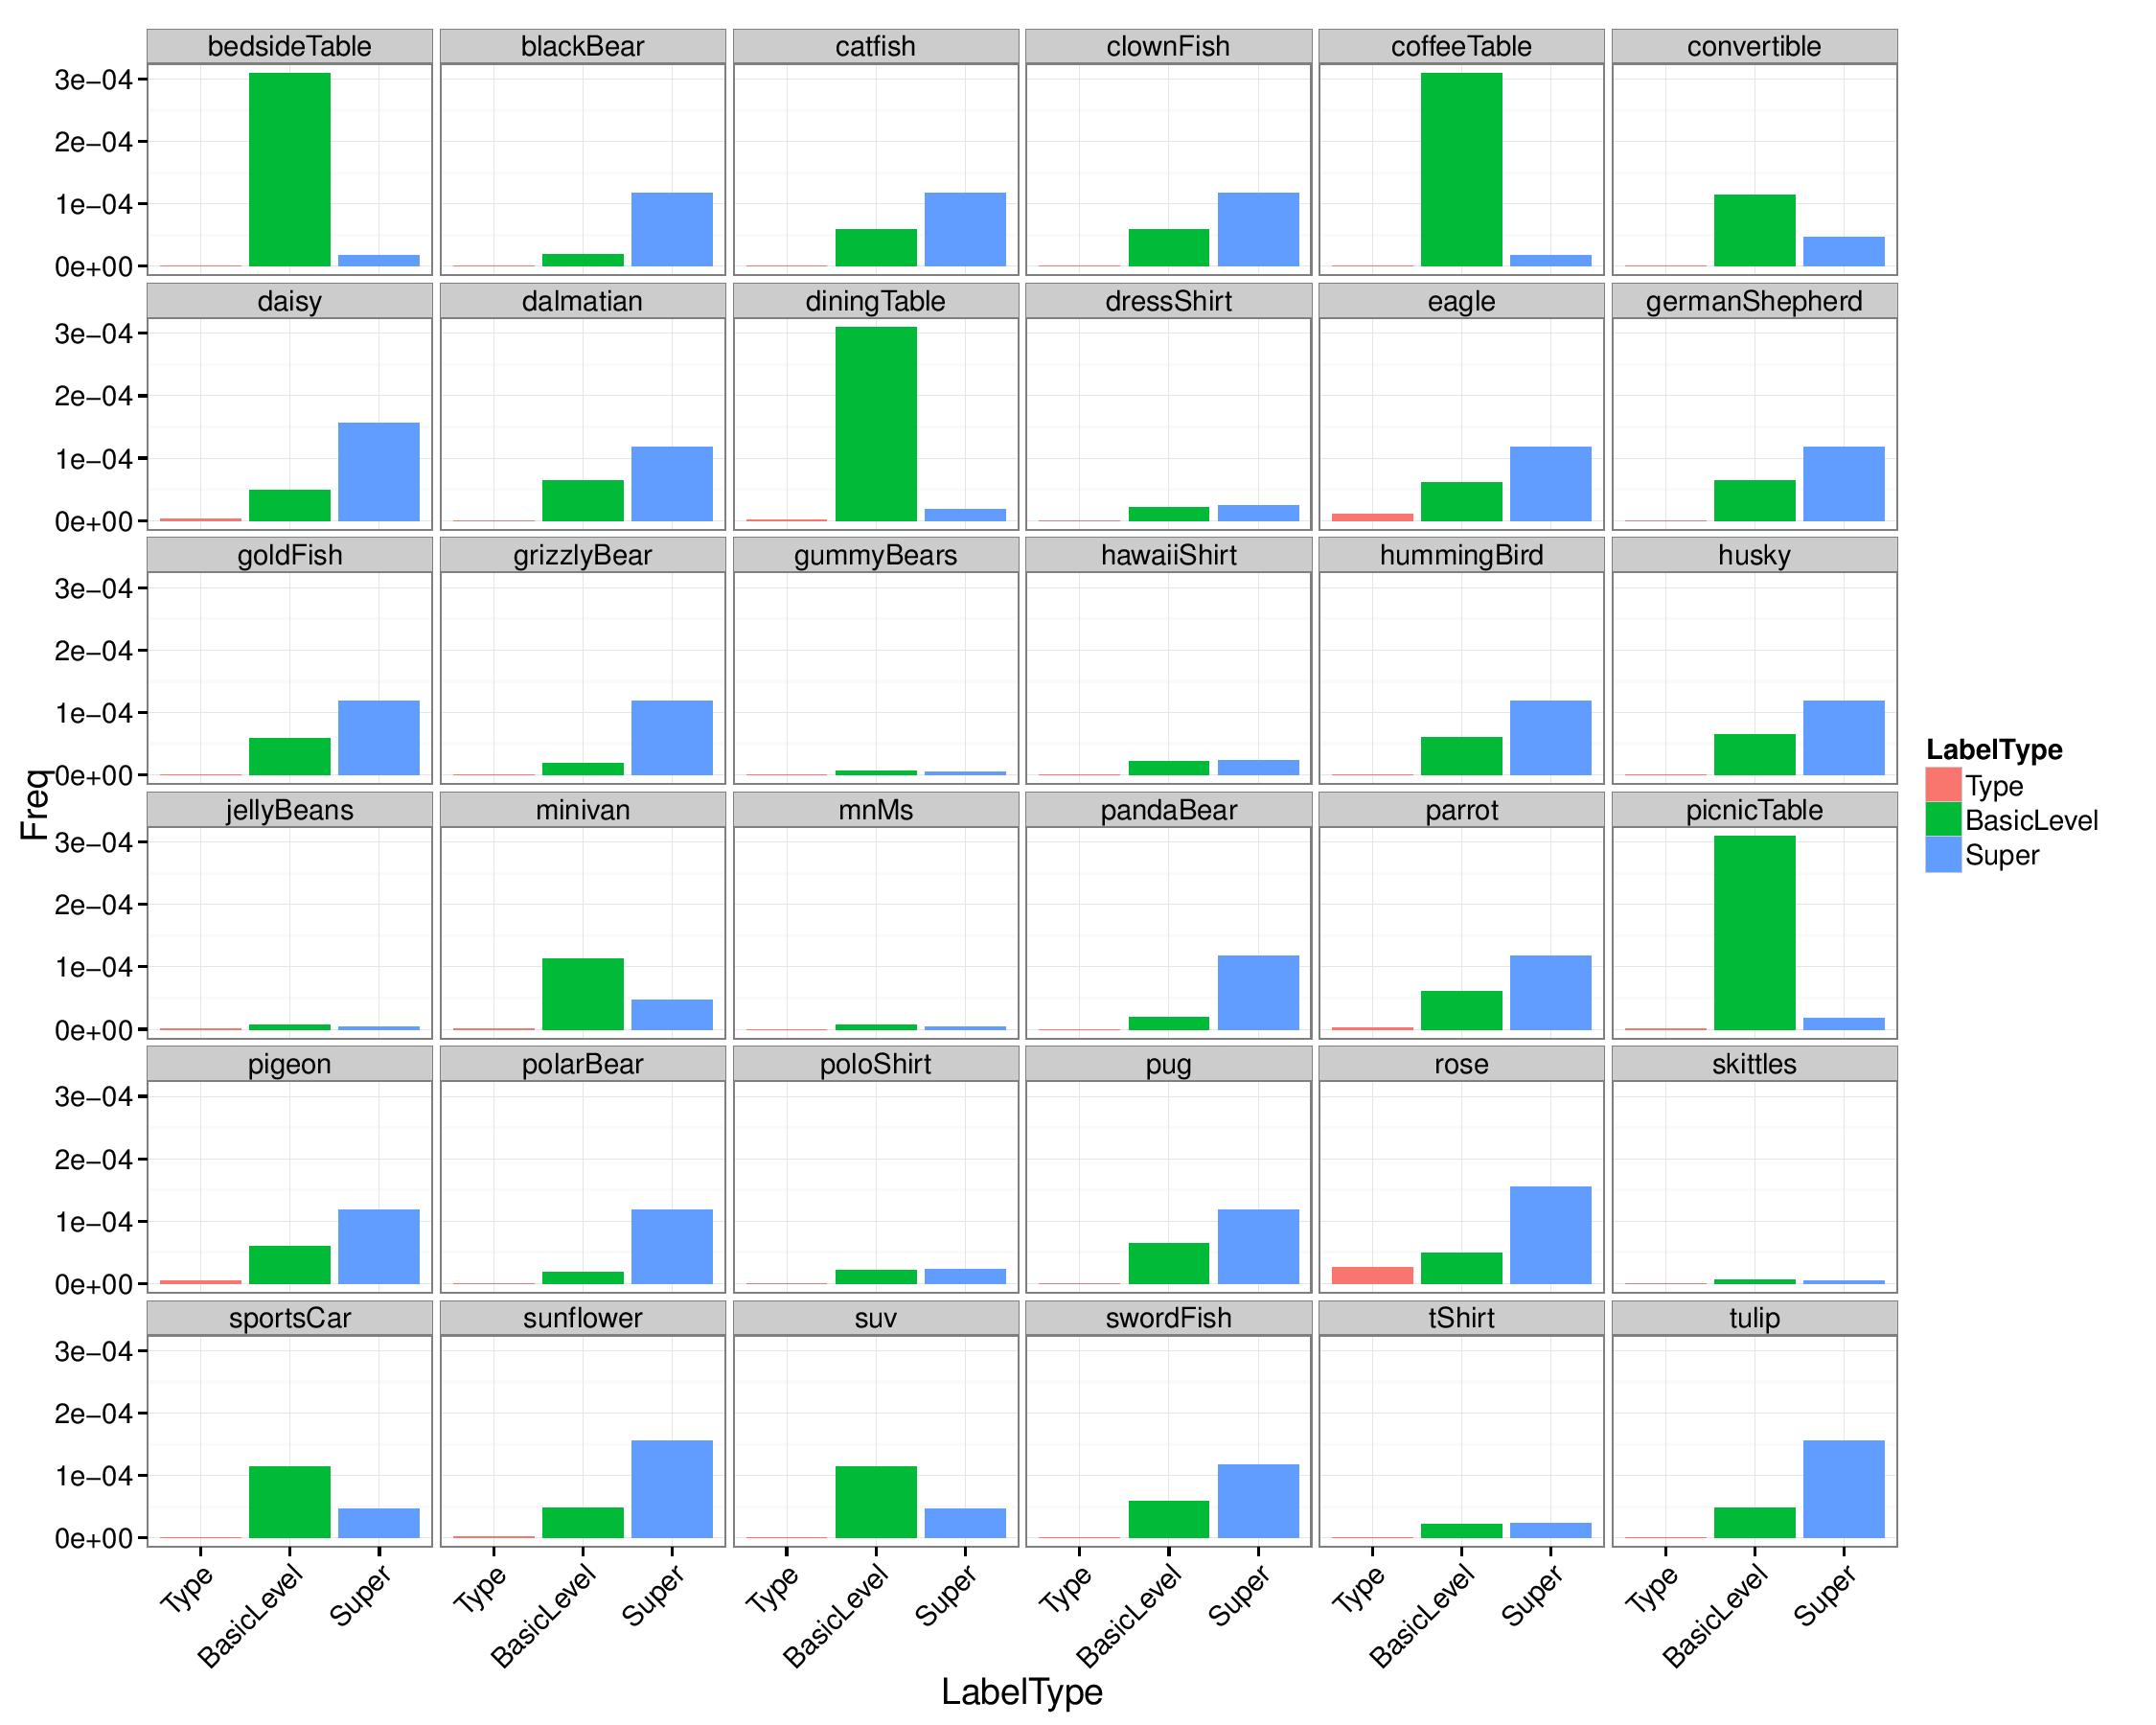 bedsideTable blackBear catfish clownFish coffeeTable convertible
3e−04
2e−04
1e−04
0e+00
daisy dalmatian diningTable dressShirt eagle germanShepherd
3e−04
2e−04
1e−04
0e+00
goldFish grizzlyBear gummyBears hawaiiShirt hummingBird husky
3e−04
2e−04
1e−04
0e+00
jellyBeans minivan mnMs pandaBear parrot picnicTable
3e−04
2e−04
1e−04
0e+00
pigeon polarBear poloShirt pug rose skittles
3e−04
2e−04
1e−04
0e+00
sportsCar sunflower suv swordFish tShirt tulip
3e−04
2e−04
1e−04
0e+00
Type BasicLevel Super Type BasicLevel Super Type BasicLevel Super Type BasicLevel Super Type BasicLevel Super Type BasicLevel Super
LabelType
Freq
LabelType
Type
BasicLevel
Super